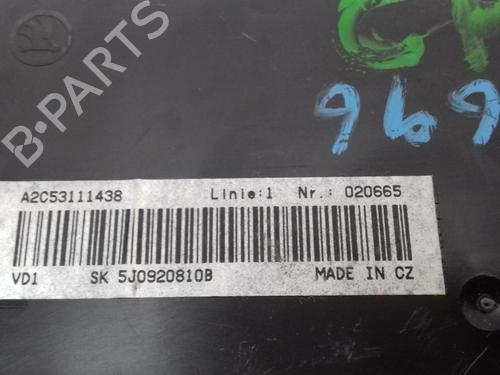 B-PARTS
969
A2C53111438 Linie:1 Nr.: 020665
VD1 SK 5J0920810B MADE IN CZ